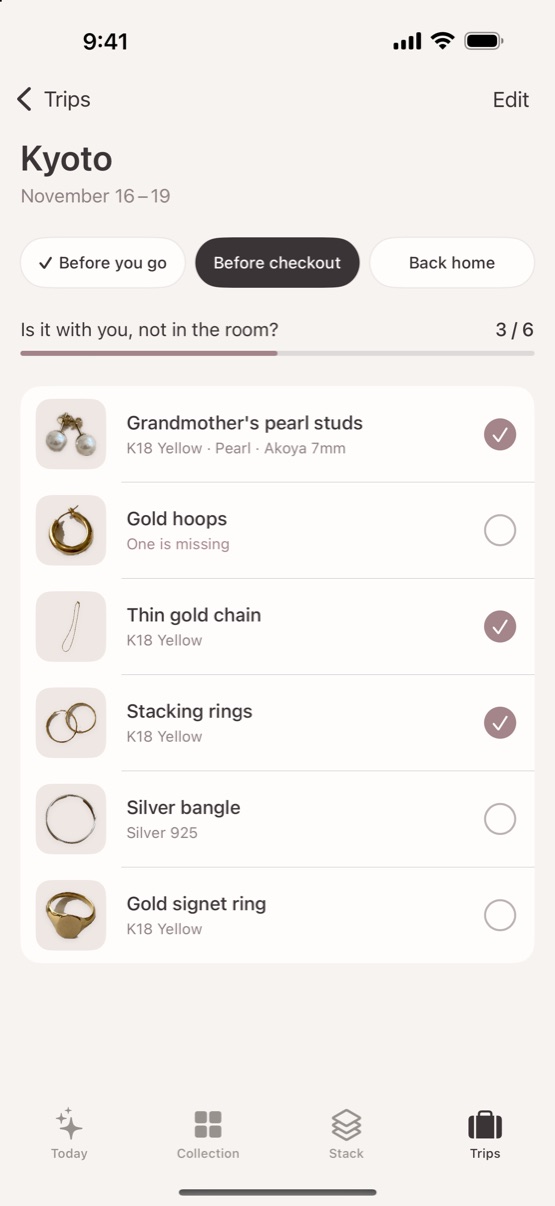 9:41
Trips
Edit
Kyoto
November 16–19
Before you go
Before checkout
Back home
Is it with you, not in the room?
3 / 6
Grandmother's pearl studs
K18 Yellow · Pearl · Akoya 7mm
Gold hoops
One is missing
Thin gold chain
K18 Yellow
Stacking rings
K18 Yellow
Silver bangle
Silver 925
Gold signet ring
K18 Yellow
Today
Collection
Stack
Trips